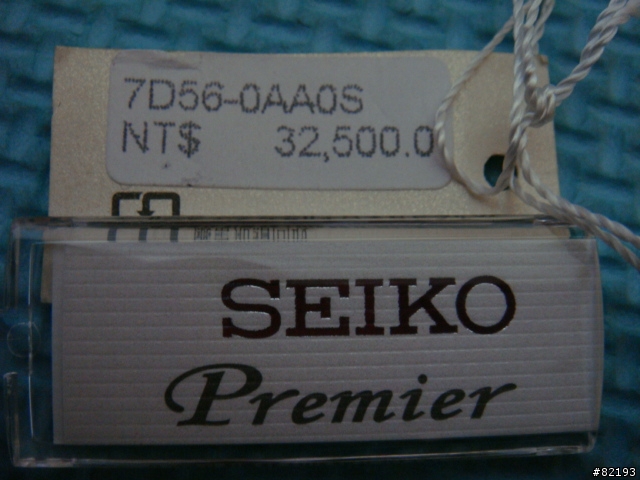 7D56-0AA0S
NT$ 32,500.0
SEIKO
Premier
#82193